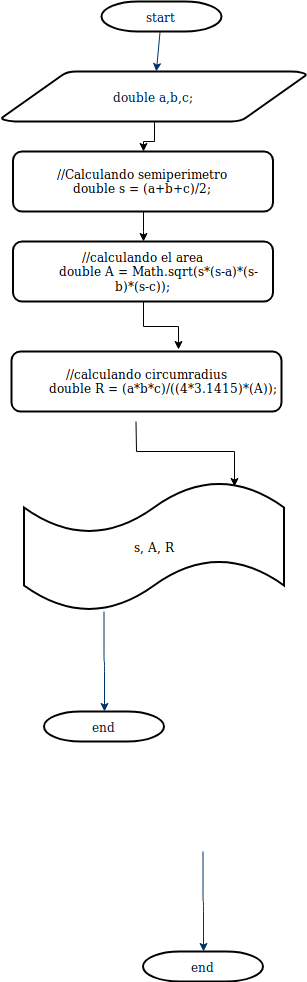 start
double a,b,c;
//Calculando semiperimetro
double s = (a+b+c)/2;
//calculando el area
double A = Math.sqrt(s*(s-a)*(s-
b)*(s-c));
//calculando circumradius
double R = (a*b*c)/((4*3.1415)*(A));
s, A, R
end
end